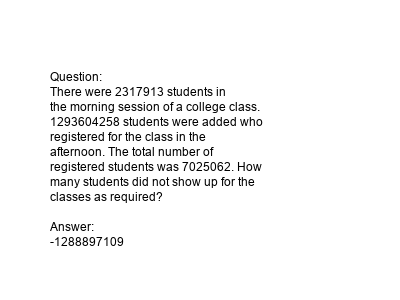 Question:
There were 2317913 students in
the morning session of a college class.
1293604258 students were added who
registered for the class in the
afternoon. The total number of
registered students was 7025062. How
many students did not show up for the
classes as required?

Answer:
-1288897109